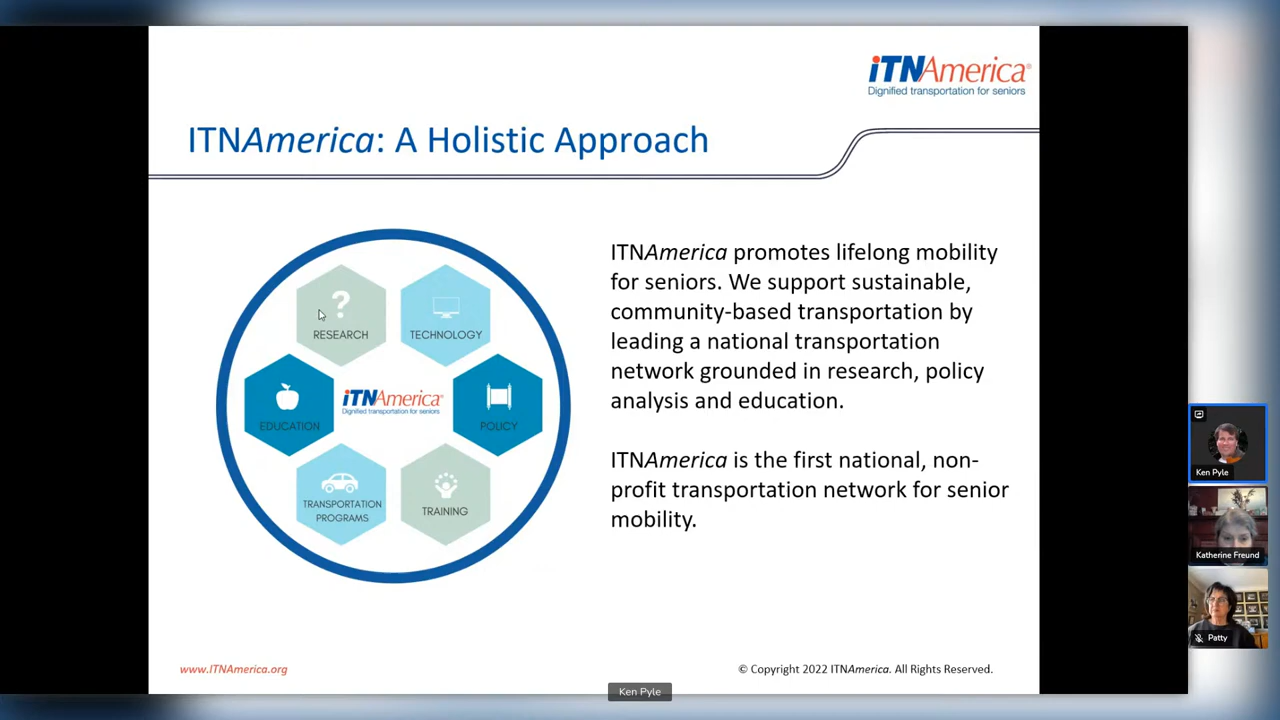 iTNAmerica®
Dignified transportation for seniors
ITNAmerica: A Holistic Approach
?
RESEARCH
TECHNOLOGY
EDUCATION
iTNAmerica®
Dignified transportation for seniors
POLICY
TRANSPORTATION
PROGRAMS
TRAINING
ITNAmerica promotes lifelong mobility
for seniors. We support sustainable,
community-based transportation by
leading a national transportation
network grounded in research, policy
analysis and education.
ITNAmerica is the first national, non-
profit transportation network for senior
mobility.
www.ITNAmerica.org
© Copyright 2022 ITNAmerica. All Rights Reserved.
Ken Pyle
Katherine Freund
Patty
Ken Pyle